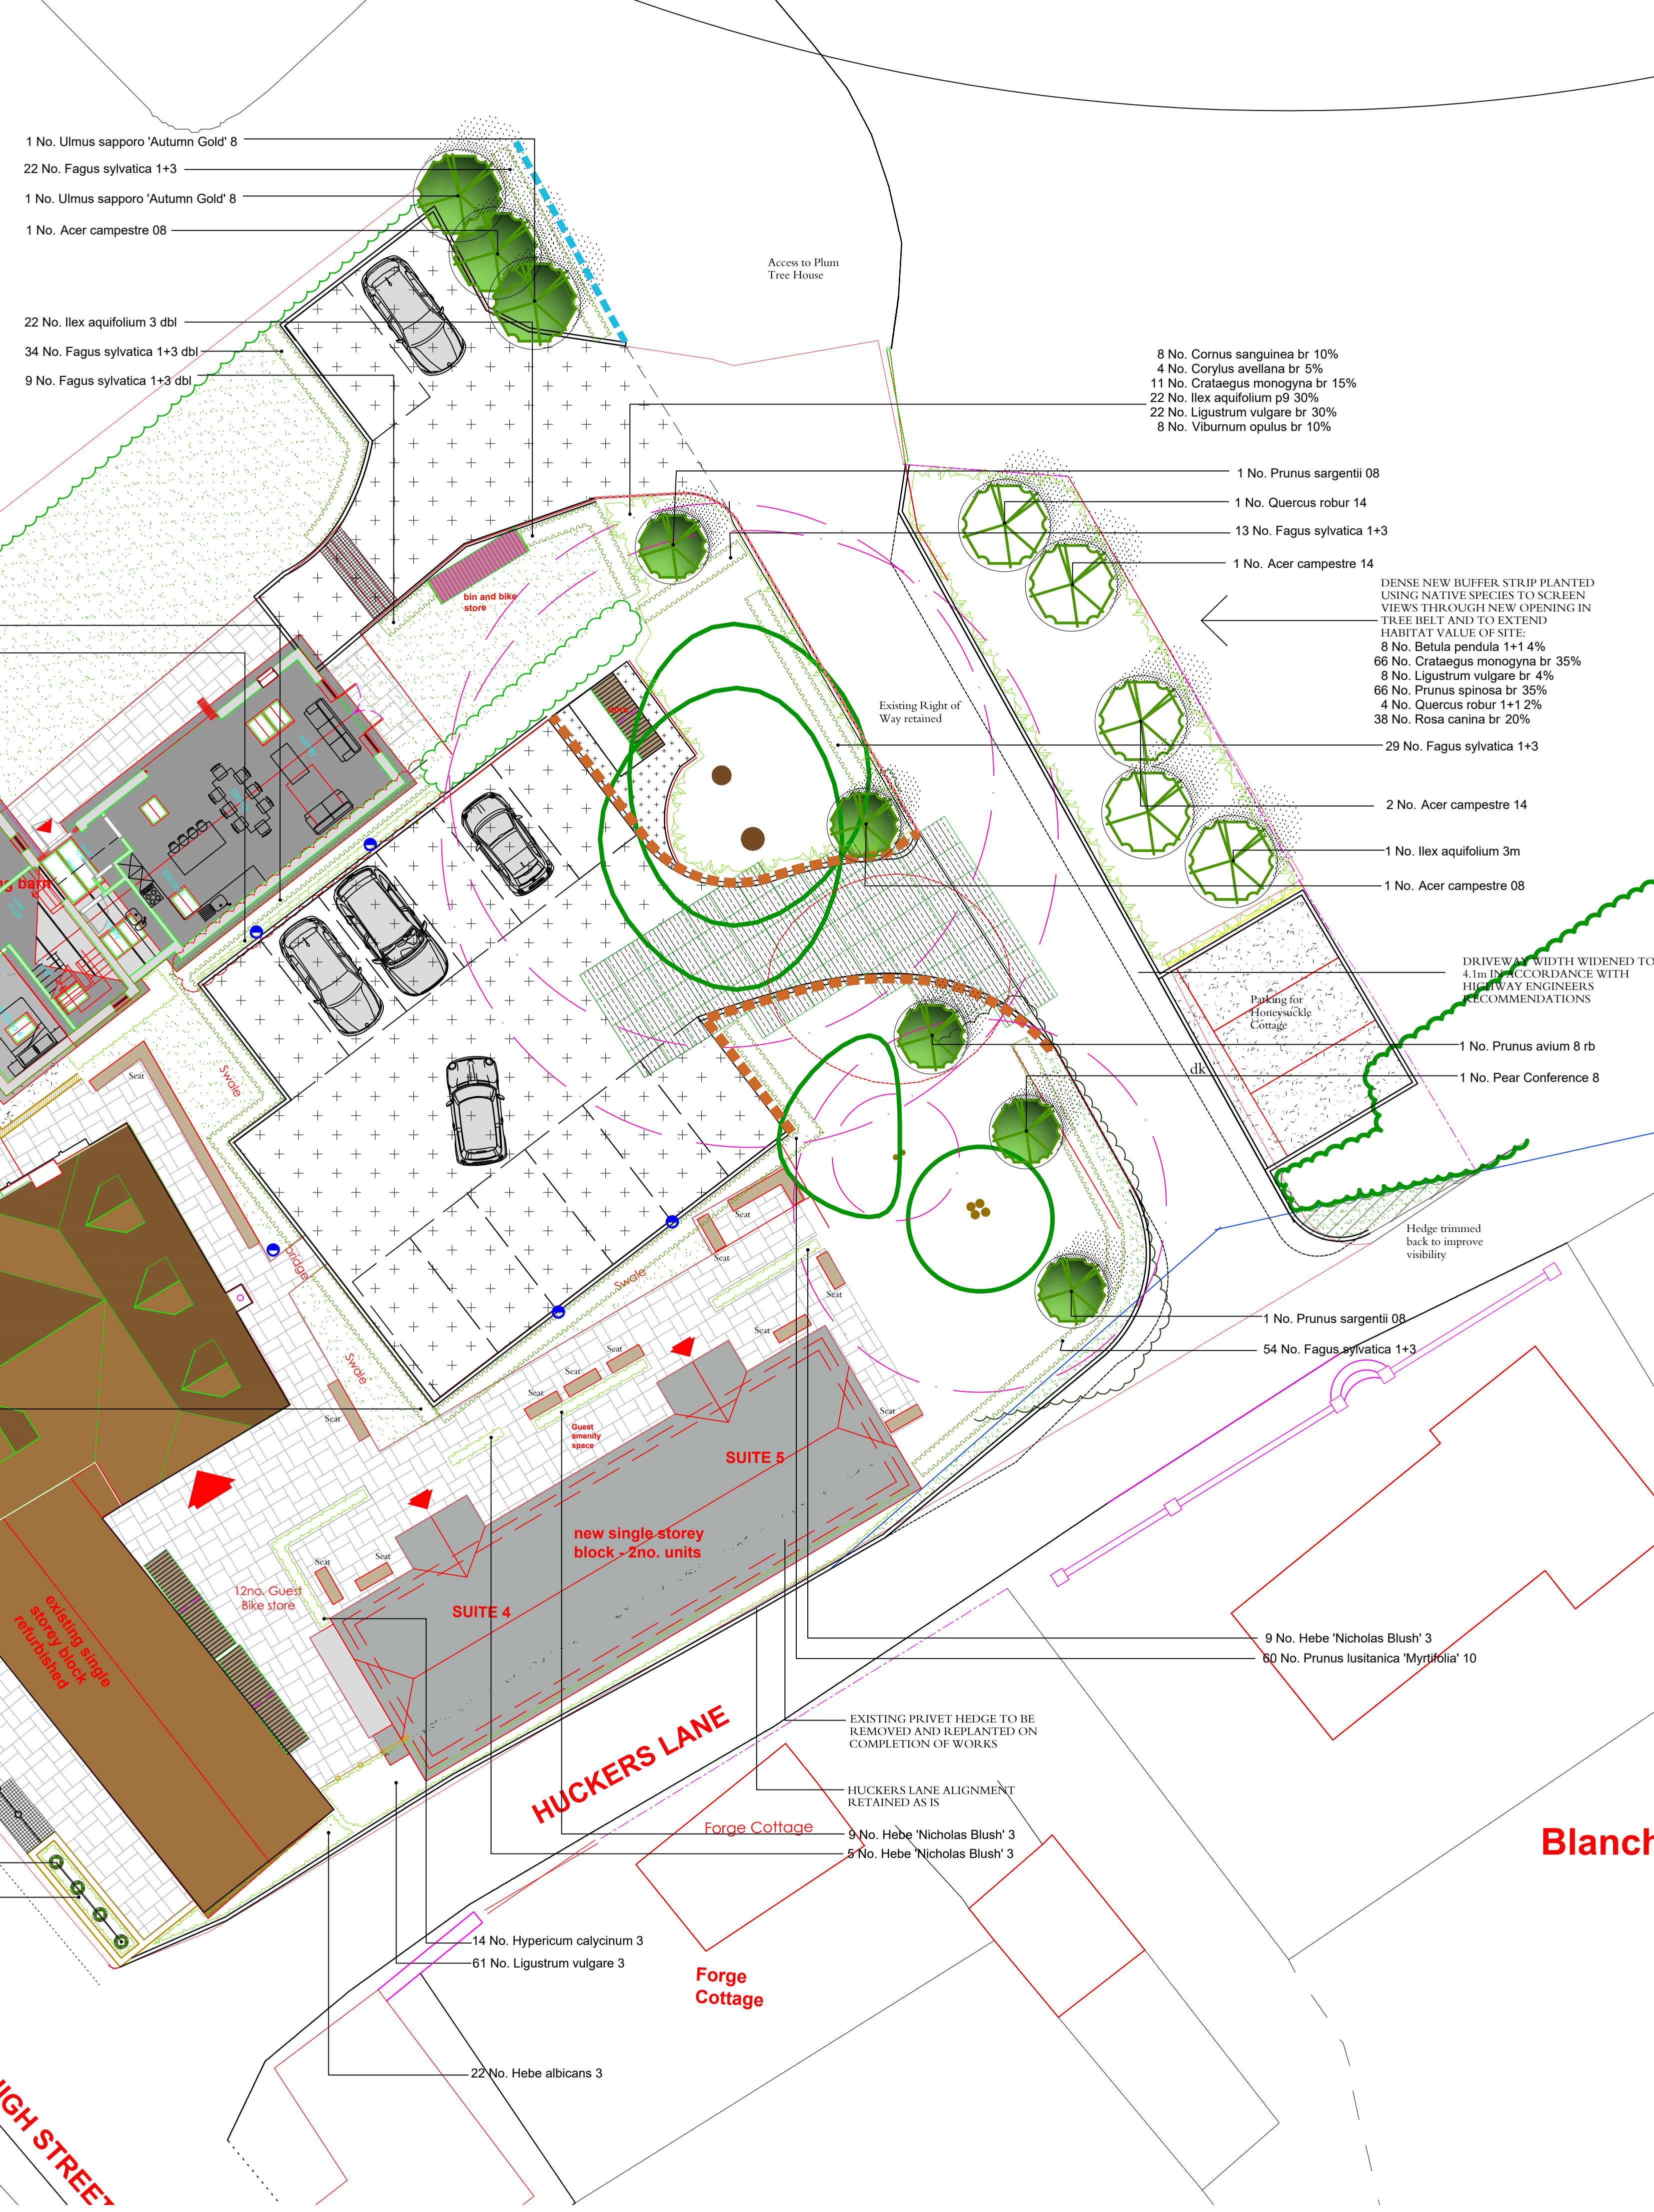 1 No. Ulmus sapporo 'Autumn Gold' 8
22 No. Fagus sylvatica 1+3
1 No. Ulmus sapporo 'Autumn Gold' 8
1 No. Acer campestre 08
22 No. Ilex aquifolium 3 dbl
34 No. Fagus sylvatica 1+3 dbl
9 No. Fagus sylvatica 1+3 dbl
Access to Plum
Tree House
8 No. Cornus sanguinea br 10%
4 No. Corylus avellana br 5%
11 No. Crataegus monogyna br 15%
22 No. Ilex aquifolium p9 30%
22 No. Ligustrum vulgare br 30%
8 No. Viburnum opulus br 10%
1 No. Prunus sargentii 08
1 No. Quercus robur 14
13 No. Fagus sylvatica 1+3
1 No. Acer campestre 14
DENSE NEW BUFFER STRIP PLANTED
USING NATIVE SPECIES TO SCREEN
VIEWS THROUGH NEW OPENING IN
TREE BELT AND TO EXTEND
HABITAT VALUE OF SITE:
8 No. Betula pendula 1+1 4%
66 No. Crataegus monogyna br 35%
8 No. Ligustrum vulgare br 4%
66 No. Prunus spinosa br 35%
4 No. Quercus robur 1+1 2%
38 No. Rosa canina br 20%
bin and bike
store
Existing Right of
Way retained
29 No. Fagus sylvatica 1+3
2 No. Acer campestre 14
1 No. Ilex aquifolium 3m
1 No. Acer campestre 08
DRIVEWAY WIDTH WIDENED TO
4.1m IN ACCORDANCE WITH
HIGHWAY ENGINEERS
RECOMMENDATIONS
Parking for
Honeysuckle
Cottage
1 No. Prunus avium 8 rb
dk
1 No. Pear Conference 8
barn
Seat
Swale
bridge
Swale
Seat
Swale
Seat
Seat
Seat
Seat
Seat
Seat
Seat
Seat
Guest
amenity
space
Hedge trimmed
back to improve
visibility
1 No. Prunus sargentii 08
54 No. Fagus sylvatica 1+3
SUITE 5
new single storey
block - 2no. units
SUITE 4
Seat
Seat
12no. Guest
Bike store
existing single
storey block
refurbished
9 No. Hebe 'Nicholas Blush' 3
60 No. Prunus lusitanica 'Myrtifolia' 10
HUCKERS LANE
EXISTING PRIVET HEDGE TO BE
REMOVED AND REPLANTED ON
COMPLETION OF WORKS
HUCKERS LANE ALIGNMENT
RETAINED AS IS
Forge Cottage
9 No. Hebe 'Nicholas Blush' 3
5 No. Hebe 'Nicholas Blush' 3
Blanch
14 No. Hypericum calycinum 3
61 No. Ligustrum vulgare 3
Forge
Cottage
22 No. Hebe albicans 3
HIGH STREET